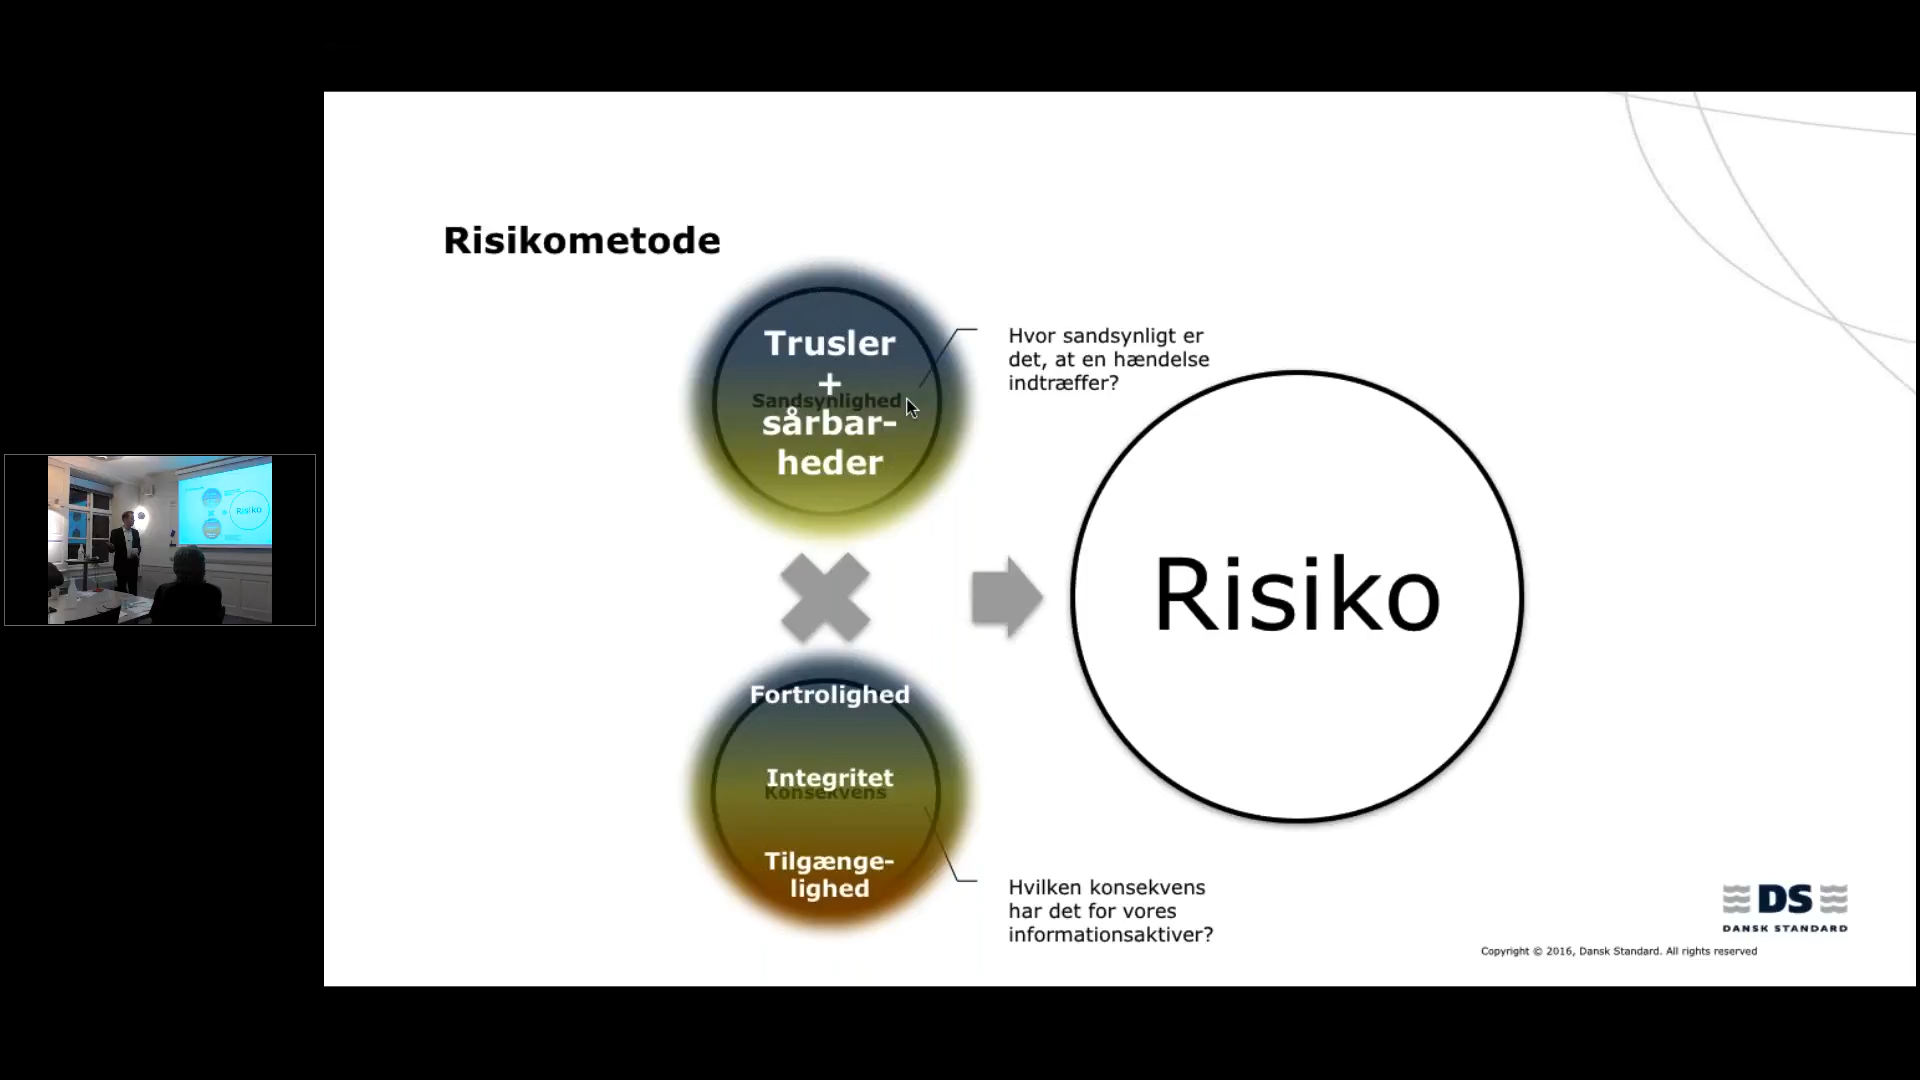 Risikometode
Trusler
+
Sandsynlighed
sårbar-
heder
Hvor sandsynligt er
det, at en hændelse
indtræffer?
Risiko
Fortrolighed
Integritet
Konsekvens
Tilgænge-
lighed
Hvilken konsekvens
har det for vores
informationsaktiver?
DS
DANSK STANDARD
Copyright © 2016, Dansk Standard. All rights reserved
Risiko